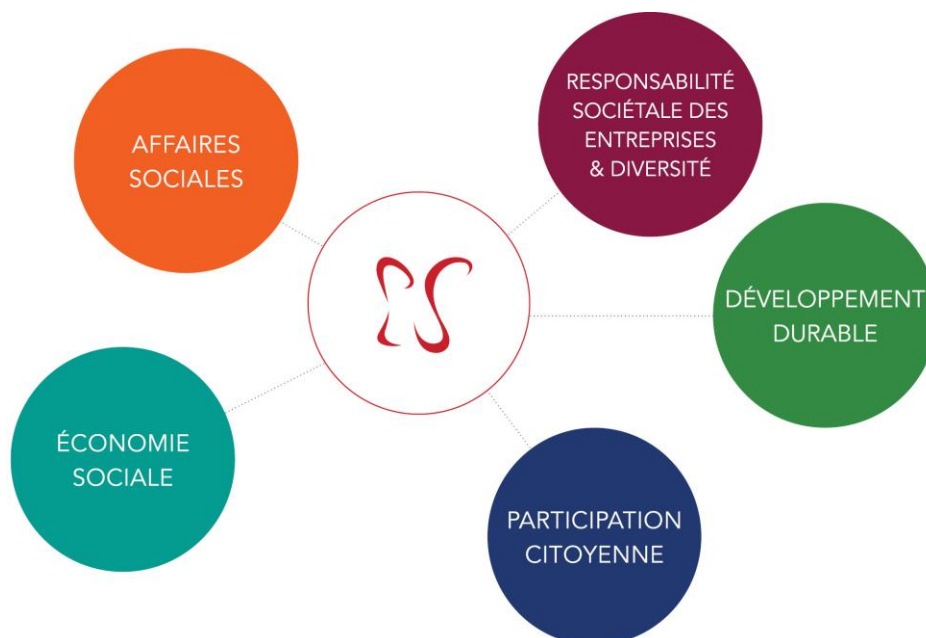 AFFAIRES
SOCIALES
RESPONSABILITÉ
SOCIÉTALE DES
ENTREPRISES
& DIVERSITÉ
DÉVELOPPEMENT
DURABLE
ÉCONOMIE
SOCIALE
PARTICIPATION
CITOYENNE